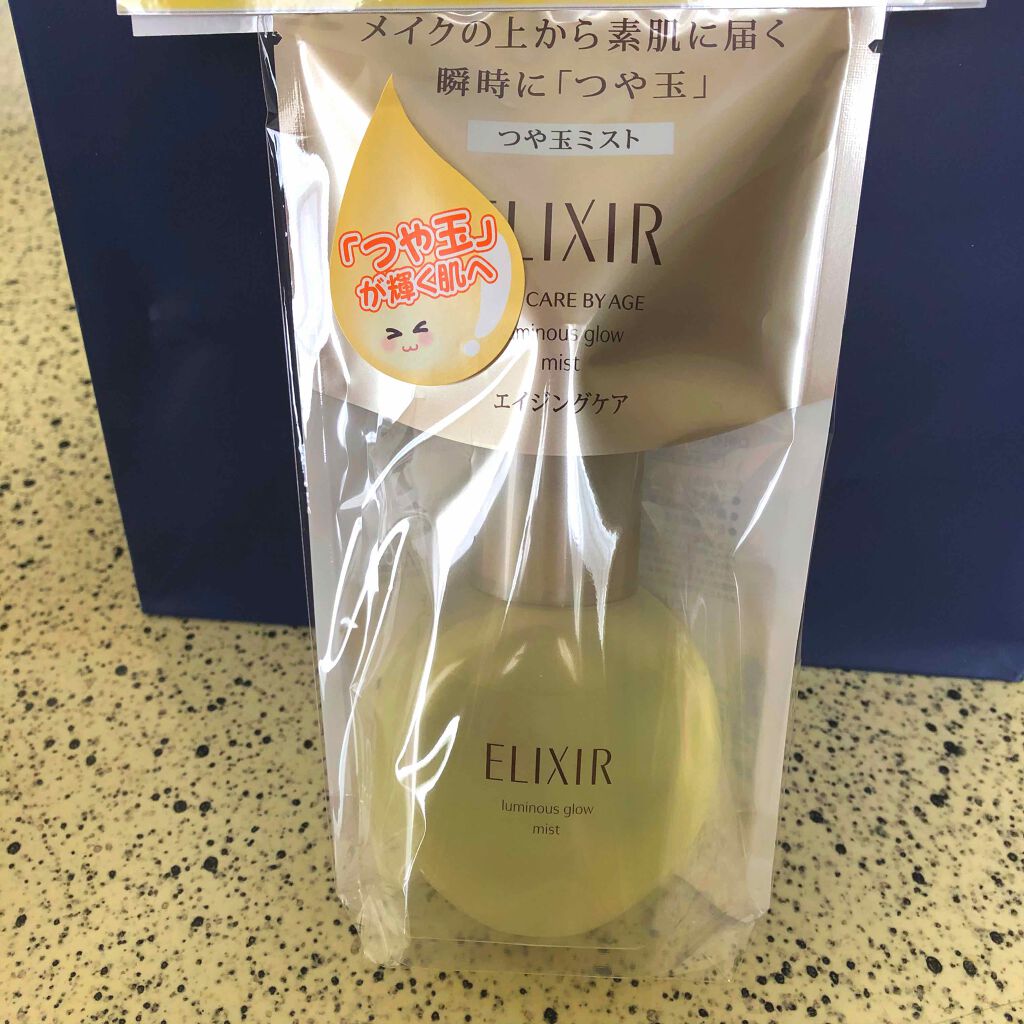 メイクの上から素肌に届く
瞬時に「つや玉」
つや玉ミスト
「つや玉」
が輝く肌へ
ELIXIR
CARE BY AGE
luminous glow
mist
エイジングケア
ELIXIR
luminous glow
mist